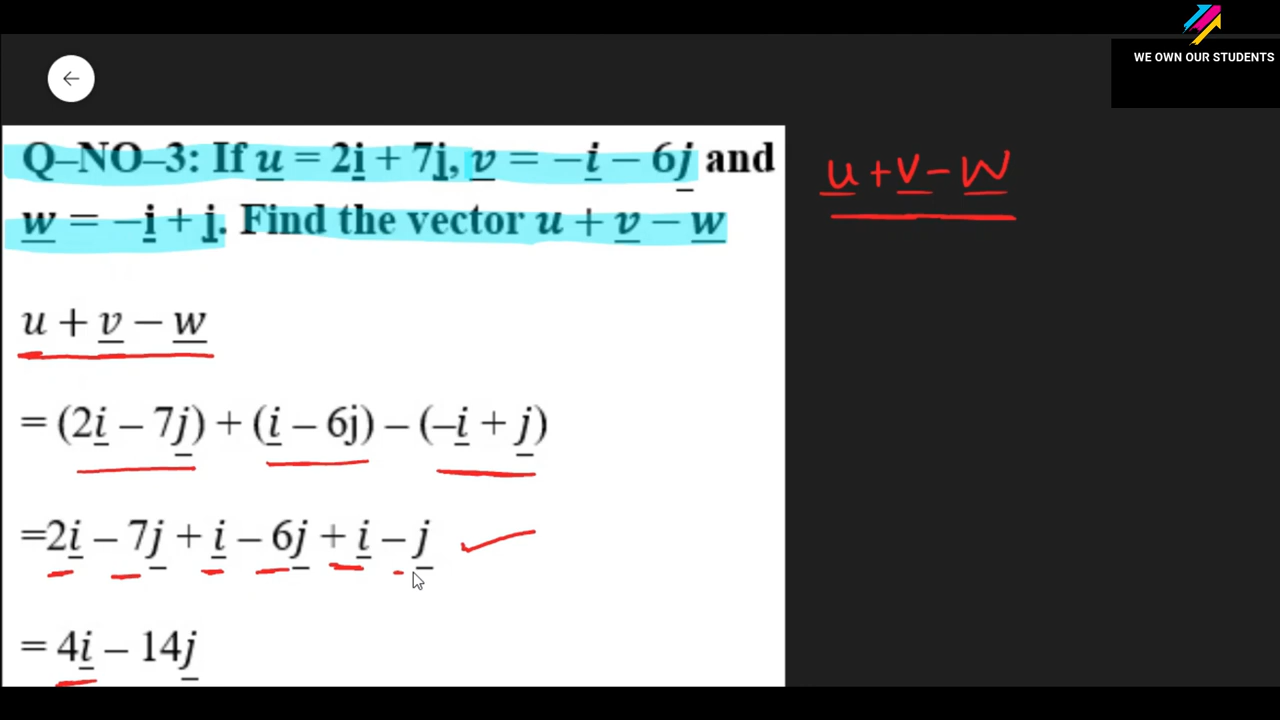 WE OWN OUR STUDENTS
Q–NO–3: If u = 2i + 7j, v = −i − 6j and
w = −i + j. Find the vector u + v − w
u + v − w
u + v − w
= (2i – 7j) + (i – 6j) – (–i + j)
=2i – 7j + i – 6j + i – j
= 4i – 14j